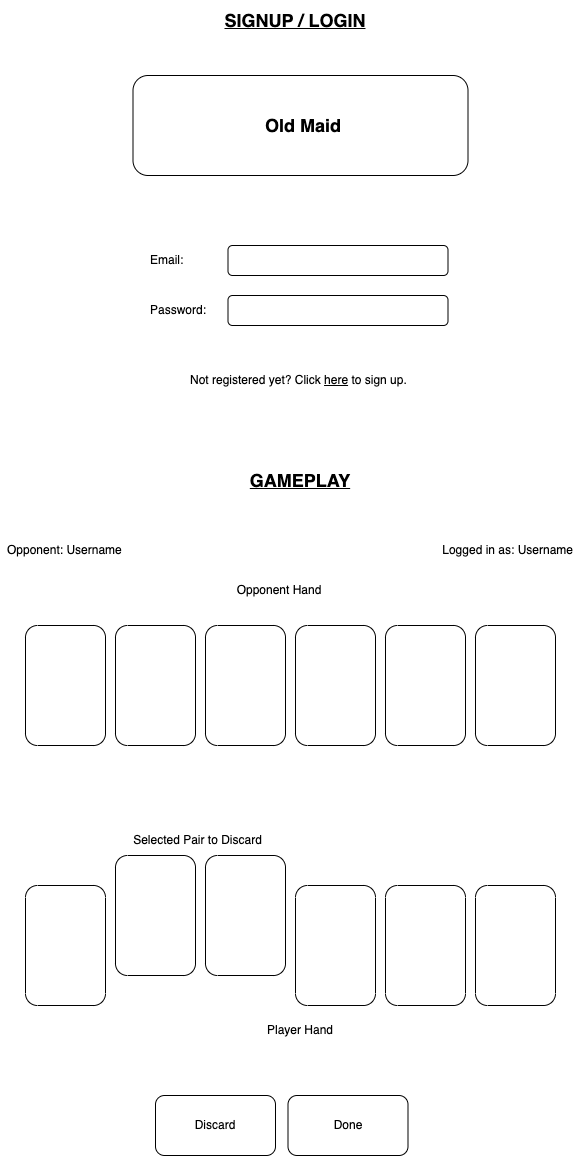 SIGNUP / LOGIN
Old Maid
Email:
Password:
Not registered yet? Click here to sign up.
GAMEPLAY
Opponent: Username
Logged in as: Username
Opponent Hand
Selected Pair to Discard
Player Hand
Discard
Done